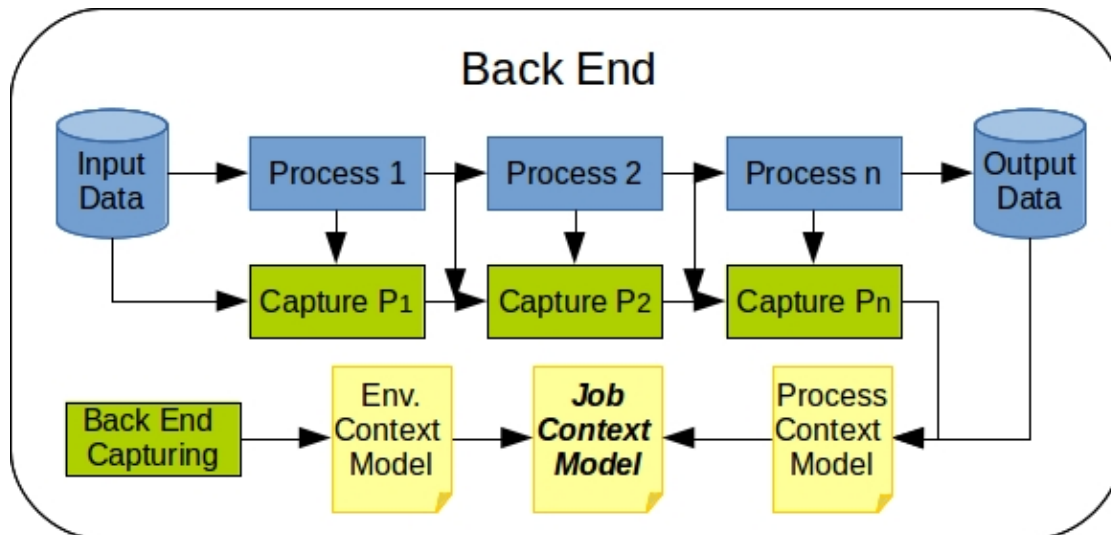 Back End
Input
Data
Process 1
Process 2
Process n
Output
Data
Capture P1
Capture P2
Capture Pn
Back End
Capturing
Env.
Context
Model
Job
Context
Model
Process
Context
Model